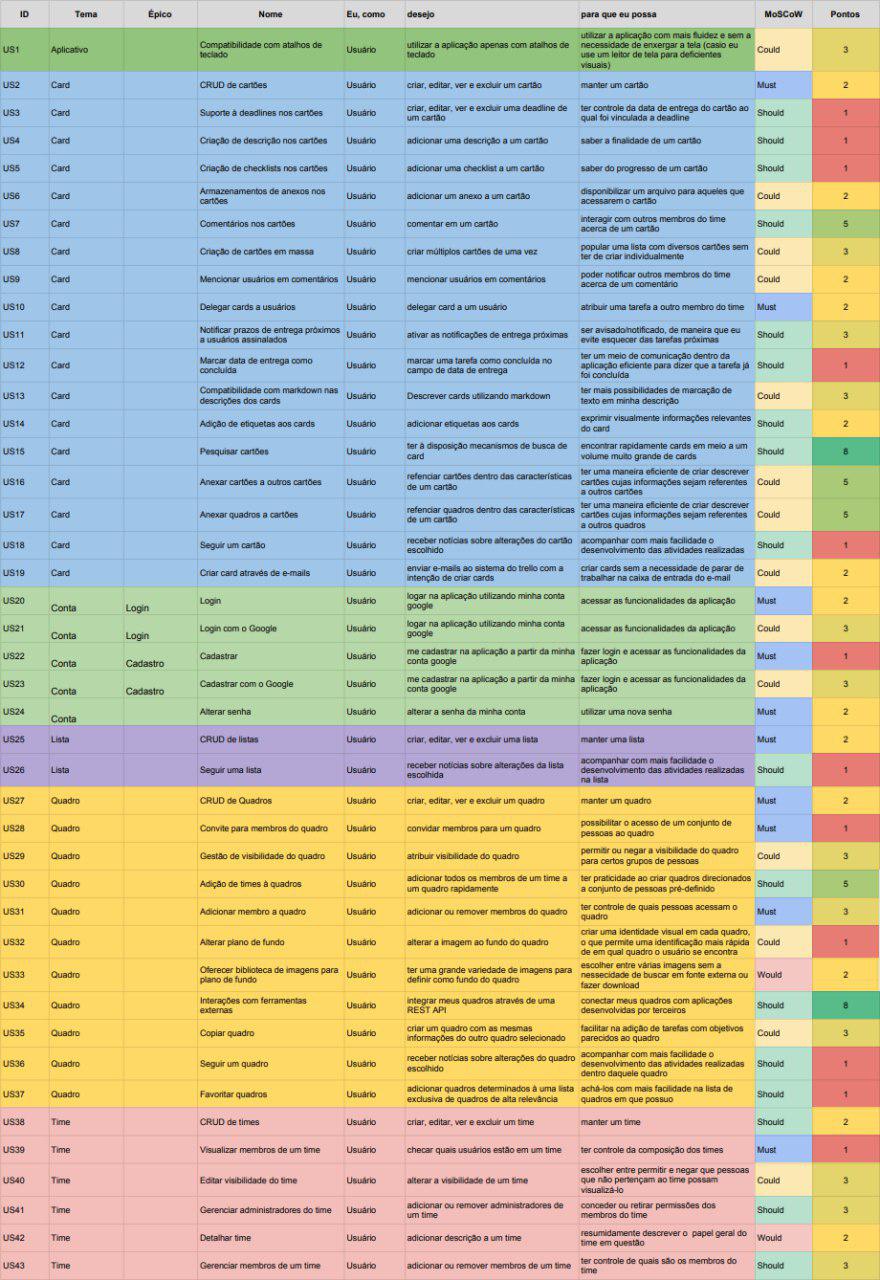 ID Tema Épico Nome Eu, como desejo para que eu possa MoSCoW Pontos
US1 Aplicativo Compatibilidade com atalhos de teclado Usuário utilizar a aplicação apenas com atalhos de teclado utilizar a aplicação com mais fluidez e sem a necessidade de enxergar a tela (casio eu use um leitor de tela para deficientes visuais) Could 3
US2 Card CRUD de cartões Usuário criar, editar, ver e excluir um cartão manter um cartão Must 2
US3 Card Suporte à deadlines nos cartões Usuário criar, editar, ver e excluir uma deadline de um cartão ter controle da data de entrega do cartão ao qual foi vinculada a deadline Should 1
US4 Card Criação de descrição nos cartões Usuário adicionar uma descrição a um cartão saber a finalidade de um cartão Should 1
US5 Card Criação de checklists nos cartões Usuário adicionar uma checklist a um cartão saber do progresso de um cartão Should 1
US6 Card Armazenamentos de anexos nos cartões Usuário adicionar um anexo a um cartão disponibilizar um arquivo para aqueles que acessarem o cartão Could 2
US7 Card Comentários nos cartões Usuário comentar em um cartão interagir com outros membros do time acerca de um cartão Should 5
US8 Card Criação de cartões em massa Usuário criar múltiplos cartões de uma vez popular uma lista com diversos cartões sem ter de criar individualmente Could 3
US9 Card Mencionar usuários em comentários Usuário mencionar usuários em comentários poder notificar outros membros do time acerca de um comentário Could 2
US10 Card Delegar cards a usuários Usuário delegar card a um usuário atribuir uma tarefa a outro membro do time Must 2
US11 Card Notificar prazos de entrega próximos a usuários assinalados Usuário ativar as notificações de entrega próximas ser avisado/notificado, de maneira que eu evite esquecer das tarefas próximas Should 3
US12 Card Marcar data de entrega como concluída Usuário marcar uma tarefa como concluída no campo de data de entrega ter um meio de comunicação dentro da aplicação eficiente para dizer que a tarefa já foi concluída Should 1
US13 Card Compatibilidade com markdown nas descrições dos cards Usuário Descrever cards utilizando markdown ter mais possibilidades de marcação de texto em minha descrição Could 3
US14 Card Adição de etiquetas aos cards Usuário adicionar etiquetas aos cards exprimir visualmente informações relevantes do card Should 2
US15 Card Pesquisar cartões Usuário ter à disposição mecanismos de busca de card encontrar rapidamente cards em meio a um volume muito grande de cards Should 8
US16 Card Anexar cartões a outros cartões Usuário refenciar cartões dentro das características de um cartão ter uma maneira eficiente de criar descrever cartões cujas informações sejam referentes a outros cartões Could 5
US17 Card Anexar quadros a cartões Usuário refenciar quadros dentro das características de um cartão ter uma maneira eficiente de criar descrever cartões cujas informações sejam referentes a outros quadros Could 5
US18 Card Seguir um cartão Usuário receber notícias sobre alterações do cartão escolhido acompanhar com mais facilidade o desenvolvimento das atividades realizadas Should 1
US19 Card Criar card através de e-mails Usuário enviar e-mails ao sistema do trello com a intenção de criar cards criar cards sem a necessidade de parar de trabalhar na caixa de entrada do e-mail Could 2
US20 Conta Login Login Usuário logar na aplicação utilizando minha conta google acessar as funcionalidades da aplicação Must 2
US21 Conta Login Login com o Google Usuário logar na aplicação utilizando minha conta google acessar as funcionalidades da aplicação Could 3
US22 Conta Cadastro Cadastrar Usuário me cadastrar na aplicação a partir da minha conta google fazer login e acessar as funcionalidades da aplicação Must 1
US23 Conta Cadastro Cadastrar com o Google Usuário me cadastrar na aplicação a partir da minha conta google fazer login e acessar as funcionalidades da aplicação Could 3
US24 Conta Alterar senha Usuário alterar a senha da minha conta utilizar uma nova senha Must 2
US25 Lista CRUD de listas Usuário criar, editar, ver e excluir uma lista manter uma lista Must 2
US26 Lista Seguir uma lista Usuário receber notícias sobre alterações da lista escolhida acompanhar com mais facilidade o desenvolvimento das atividades realizadas na lista Should 1
US27 Quadro CRUD de Quadros Usuário criar, editar, ver e excluir um quadro manter um quadro Must 2
US28 Quadro Convite para membros do quadro Usuário convidar membros para um quadro possibilitar o acesso de um conjunto de pessoas ao quadro Must 1
US29 Quadro Gestão de visibilidade do quadro Usuário atribuir visibilidade do quadro permitir ou negar a visibilidade do quadro para certos grupos de pessoas Could 3
US30 Quadro Adição de times à quadros Usuário adicionar todos os membros de um time a um quadro rapidamente ter praticidade ao criar quadros direcionados a conjunto de pessoas pré-definido Should 5
US31 Quadro Adicionar membro a quadro Usuário adicionar ou remover membros do quadro ter controle de quais pessoas acessam o quadro Must 3
US32 Quadro Alterar plano de fundo Usuário alterar a imagem ao fundo do quadro criar uma identidade visual em cada quadro, o que permite uma identificação mais rápida de em qual quadro o usuário se encontra Could 1
US33 Quadro Oferecer biblioteca de imagens para plano de fundo Usuário ter uma grande variedade de imagens para definir como fundo do quadro escolher entre várias imagens sem a nessecidade de buscar em fonte externa ou fazer download Would 2
US34 Quadro Interações com ferramentas externas Usuário integrar meus quadros através de uma REST API conectar meus quadros com aplicações desenvolvidas por terceiros Should 8
US35 Quadro Copiar quadro Usuário criar um quadro com as mesmas informações do outro quadro selecionado facilitar na adição de tarefas com objetivos parecidos ao quadro Could 3
US36 Quadro Seguir um quadro Usuário receber notícias sobre alterações do quadro escolhido acompanhar com mais facilidade o desenvolvimento das atividades realizadas dentro daquele quadro Should 1
US37 Quadro Favoritar quadros Usuário adicionar quadros determinados à uma lista exclusiva de quadros de alta relevância achá-los com mais facilidade na lista de quadros em que possuo Should 1
US38 Time CRUD de times Usuário criar, editar, ver e excluir um time manter um time Should 2
US39 Time Visualizar membros de um time Usuário checar quais usuários estão em um time ter controle da composição dos times Must 1
US40 Time Editar visibilidade do time Usuário alterar a visibilidade de um time escolher entre permitir e negar que pessoas que não pertençam ao time possam visualizá-lo Could 3
US41 Time Gerenciar administradores do time Usuário adicionar ou remover administradores de um time conceder ou retirar permissões dos membros do time Should 3
US42 Time Detalhar time Usuário adicionar descrição a um time resumidamente descrever o papel geral do time em questão Would 2
US43 Time Gerenciar membros de um time Usuário adicionar ou remover membros de um time ter controle de quais são os membros do time Should 3